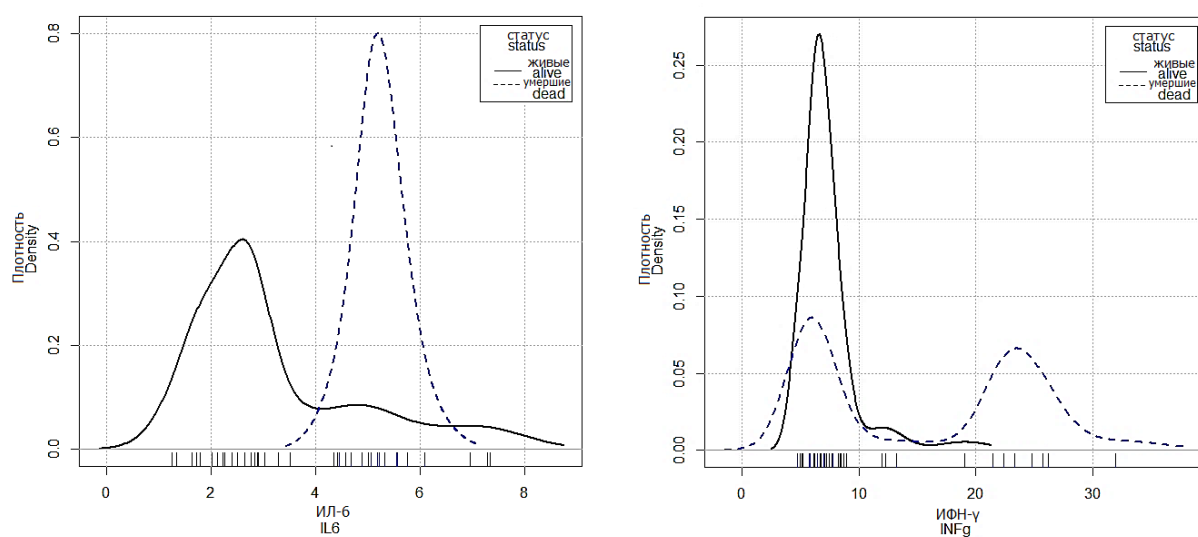 0.8
0.6
0.4
0.2
0.0
Плотность
Density
0 2 4 6 8
ИЛ-6
IL6
статус
status
живые
alive
умершие
dead
0.25
0.20
0.15
0.10
0.05
0.00
Плотность
Density
0 10 20 30
ИФН-γ
INFg
статус
status
живые
alive
умершие
dead